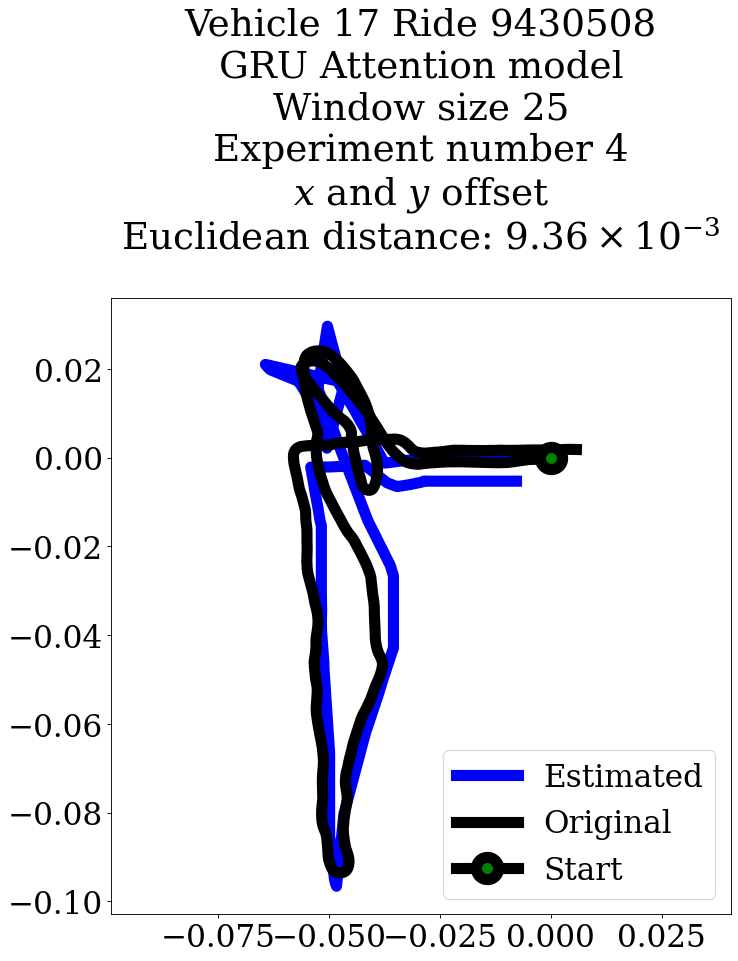 Vehicle 17 Ride 9430508
GRU Attention model
Window size 25
Experiment number 4
x and y offset
Euclidean distance: 9.36 × 10⁻³
0.02
0.00
−0.02
−0.04
−0.06
−0.08
−0.10
Estimated
Original
Start
−0.075 −0.050 −0.025 0.000 0.025